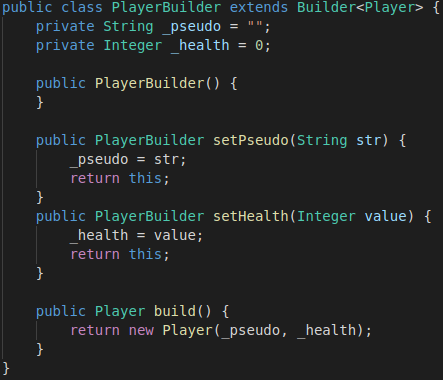 public class PlayerBuilder extends Builder<Player> {
    private String _pseudo = "";
    private Integer _health = 0;

    public PlayerBuilder() {
    }

    public PlayerBuilder setPseudo(String str) {
        _pseudo = str;
        return this;
    }
    public PlayerBuilder setHealth(Integer value) {
        _health = value;
        return this;
    }

    public Player build() {
        return new Player(_pseudo, _health);
    }
}